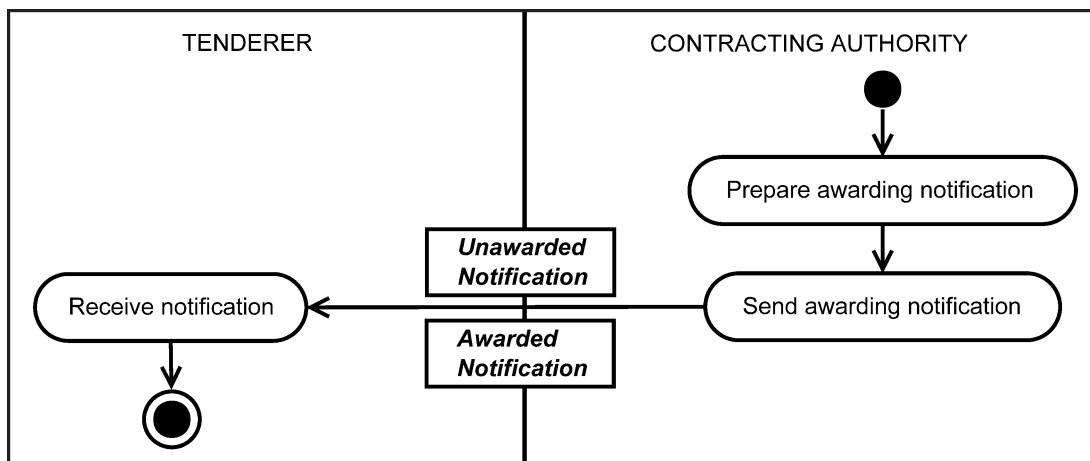 TENDERER
CONTRACTING AUTHORITY
Prepare awarding notification
Unawarded
Notification
Receive notification
Send awarding notification
Awarded
Notification